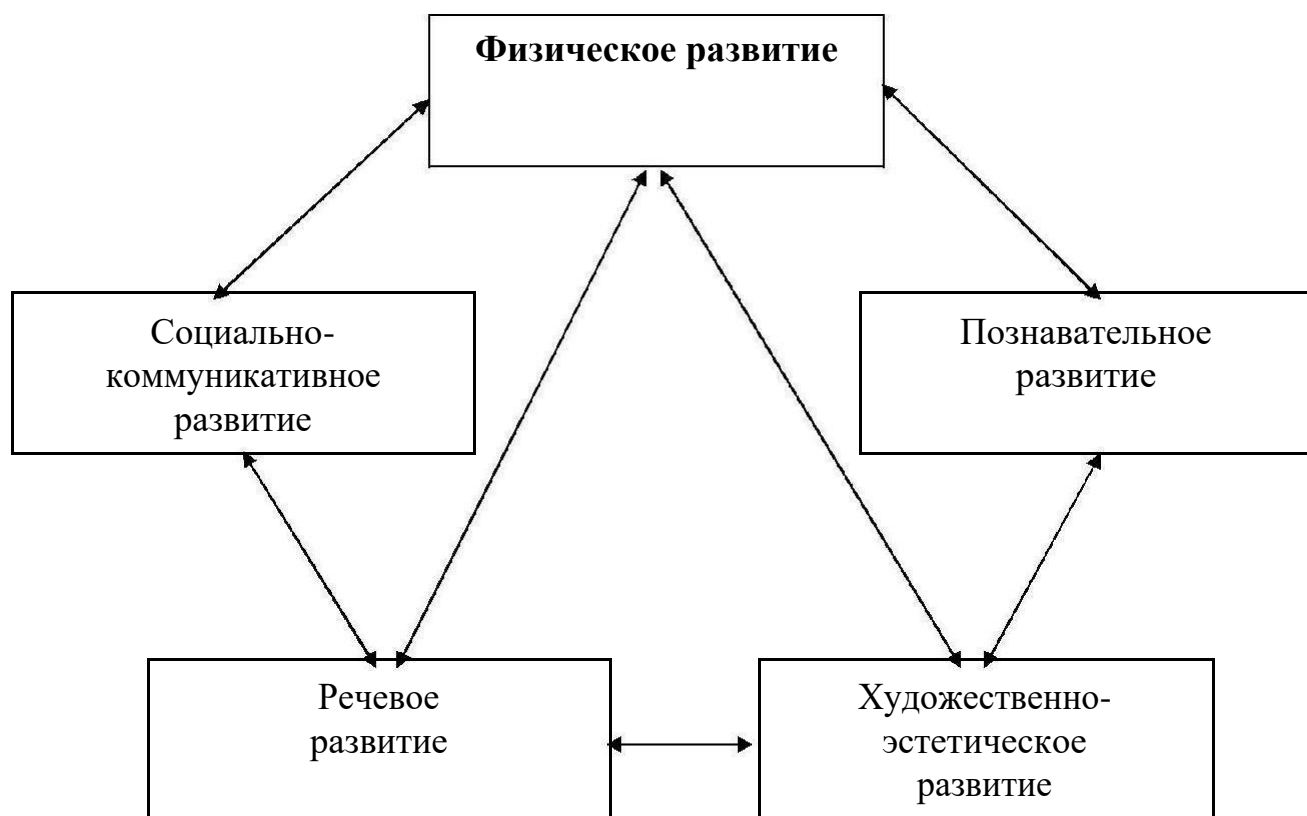 Физическое развитие
Социально-
коммуникативное
развитие
Познавательное
развитие
Речевое
развитие
Художественно-
эстетическое
развитие